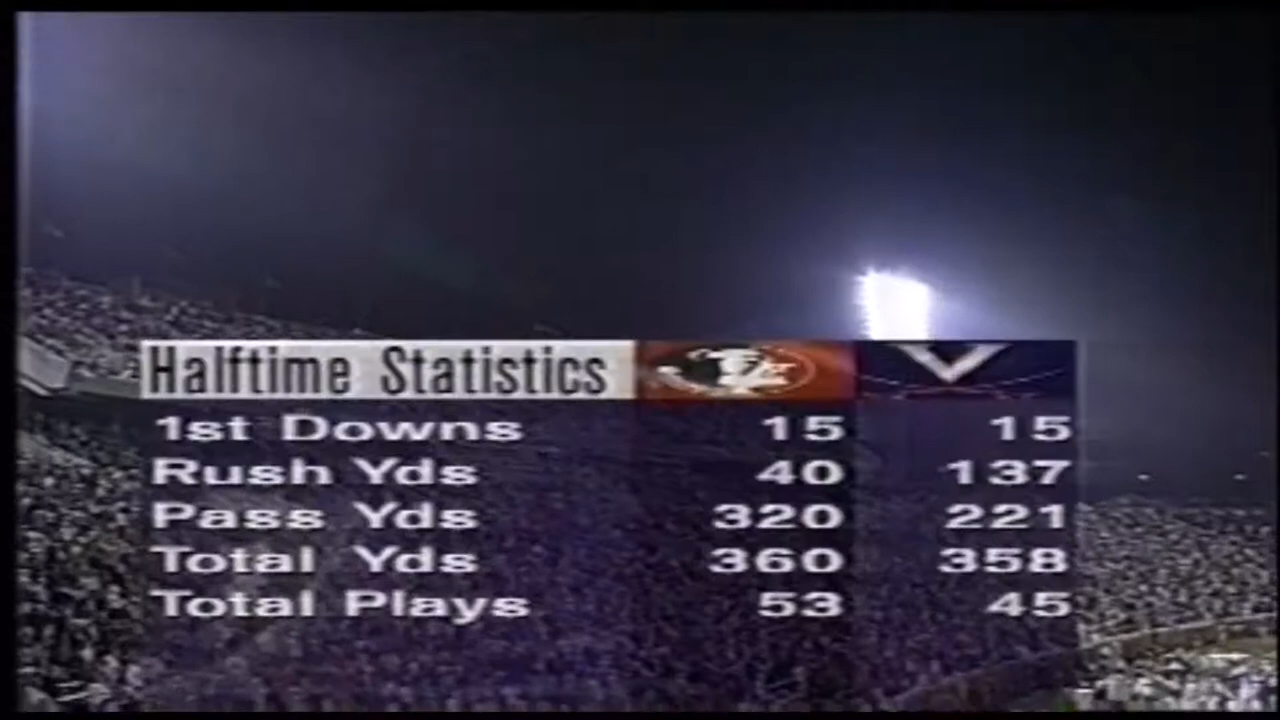 Halftime Statistics
1st Downs 15 15
Rush Yds 40 137
Pass Yds 320 221
Total Yds 360 358
Total Plays 53 45